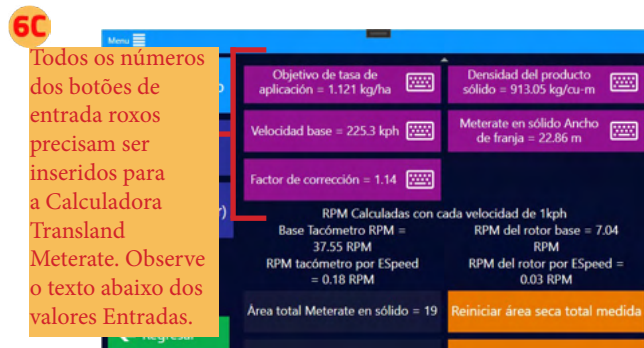 6C
Menu
Todos os números
dos botões de
entrada roxos
precisam ser
inseridos para
a Calculadora
Transland
Meterate. Observe
o texto abaixo dos
valores Entradas.
Objetivo de tasa de
aplicación = 1.121 kg/ha
Densidad del producto
sólido = 913.05 kg/cu-m
Velocidad base = 225.3 kph
Meterate en sólido Ancho
de franja = 22.86 m
Factor de corrección = 1.14
RPM Calculadas con cada velocidad de 1kph
Base Tacómetro RPM =
37.55 RPM
RPM del rotor base = 7.04
RPM
RPM tacómetro por ESpeed
= 0.18 RPM
RPM del rotor por ESpeed =
0.03 RPM
Área total Meterate en sólido = 19
Reiniciar área seca total medida
Regresar